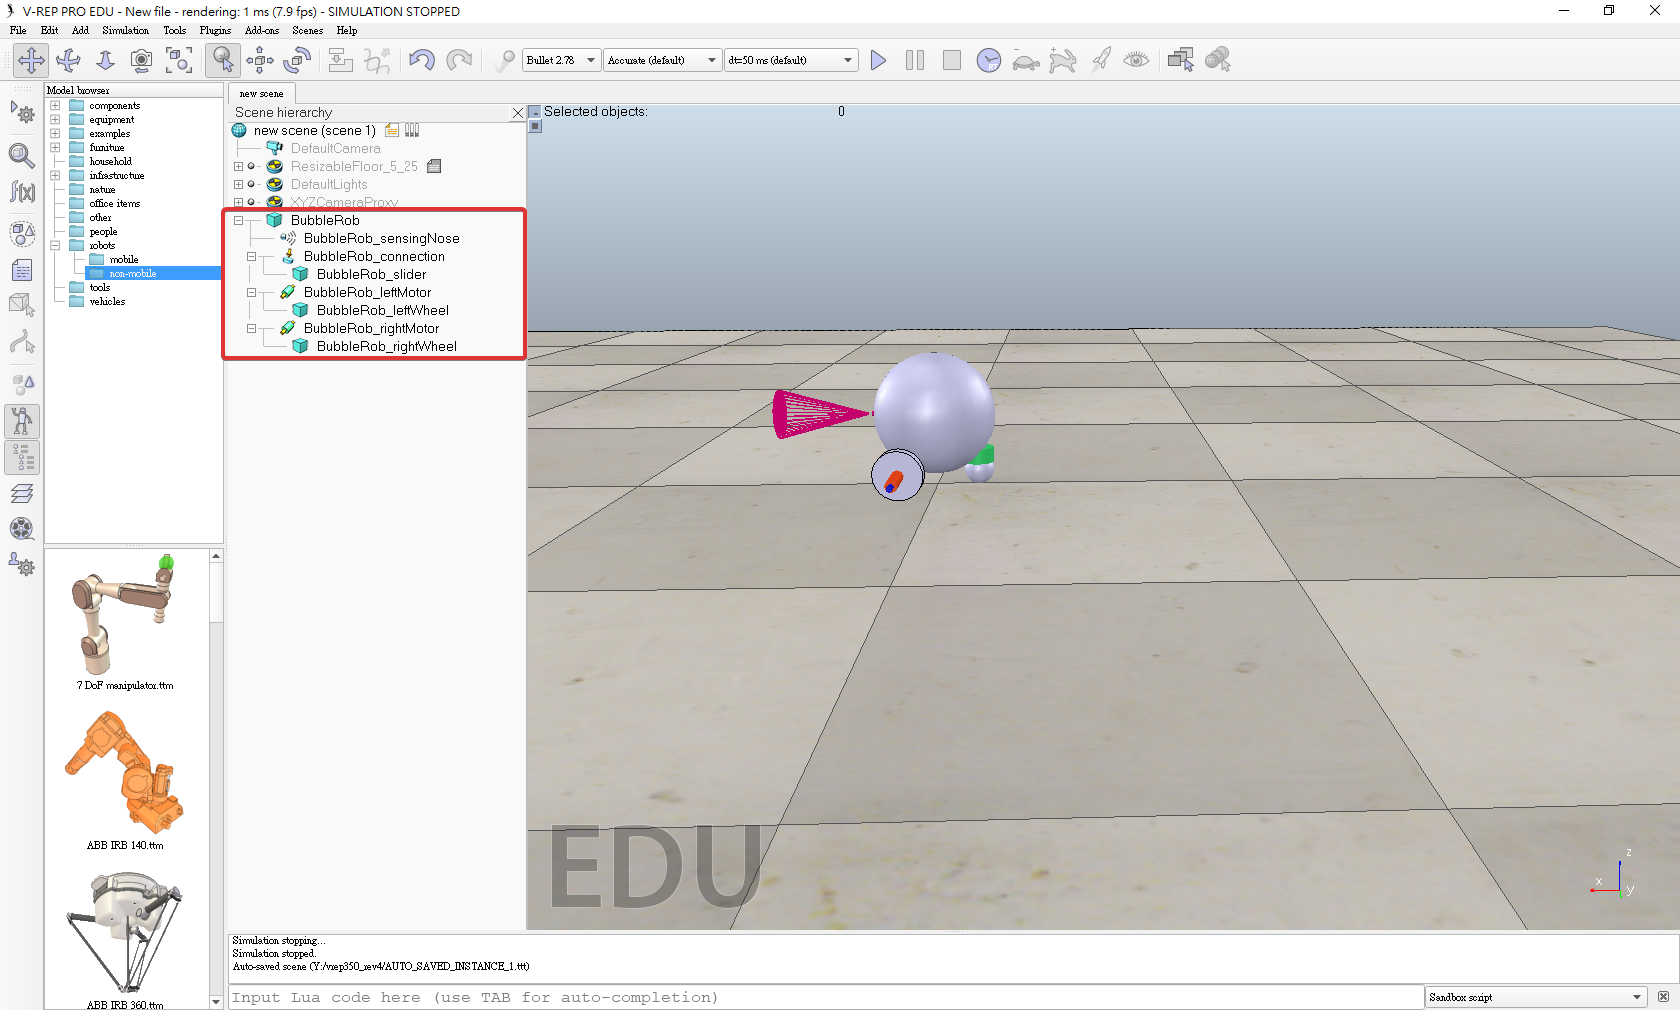 V-REP PRO EDU - New file - rendering: 1 ms (7.9 fps) - SIMULATION STOPPED
File Edit Add Simulation Tools Plugins Add-ons Scenes Help
Bullet 2.78 Accurate (default) dt=50 ms (default)
Model browser
components
equipment
examples
furniture
household
infrastructure
nature
office items
other
people
robots
mobile
non-mobile
tools
vehicles
7 DoF manipulator.ttm
ABB IRB 140.ttm
ABB IRB 360.ttm
new scene
Scene hierarchy
new scene (scene 1)
DefaultCamera
ResizableFloor_5_25
DefaultLights
XYZCameraProxy
BubbleRob
BubbleRob_sensingNose
BubbleRob_connection
BubbleRob_slider
BubbleRob_leftMotor
BubbleRob_leftWheel
BubbleRob_rightMotor
BubbleRob_rightWheel
Selected objects: 0
EDU
z
x
y
Simulation stopping...
Simulation stopped.
Auto-saved scene (Y:/vrep350_rev4/AUTO_SAVED_INSTANCE_1.ttt)
Input Lua code here (use TAB for auto-completion)
Sandbox script